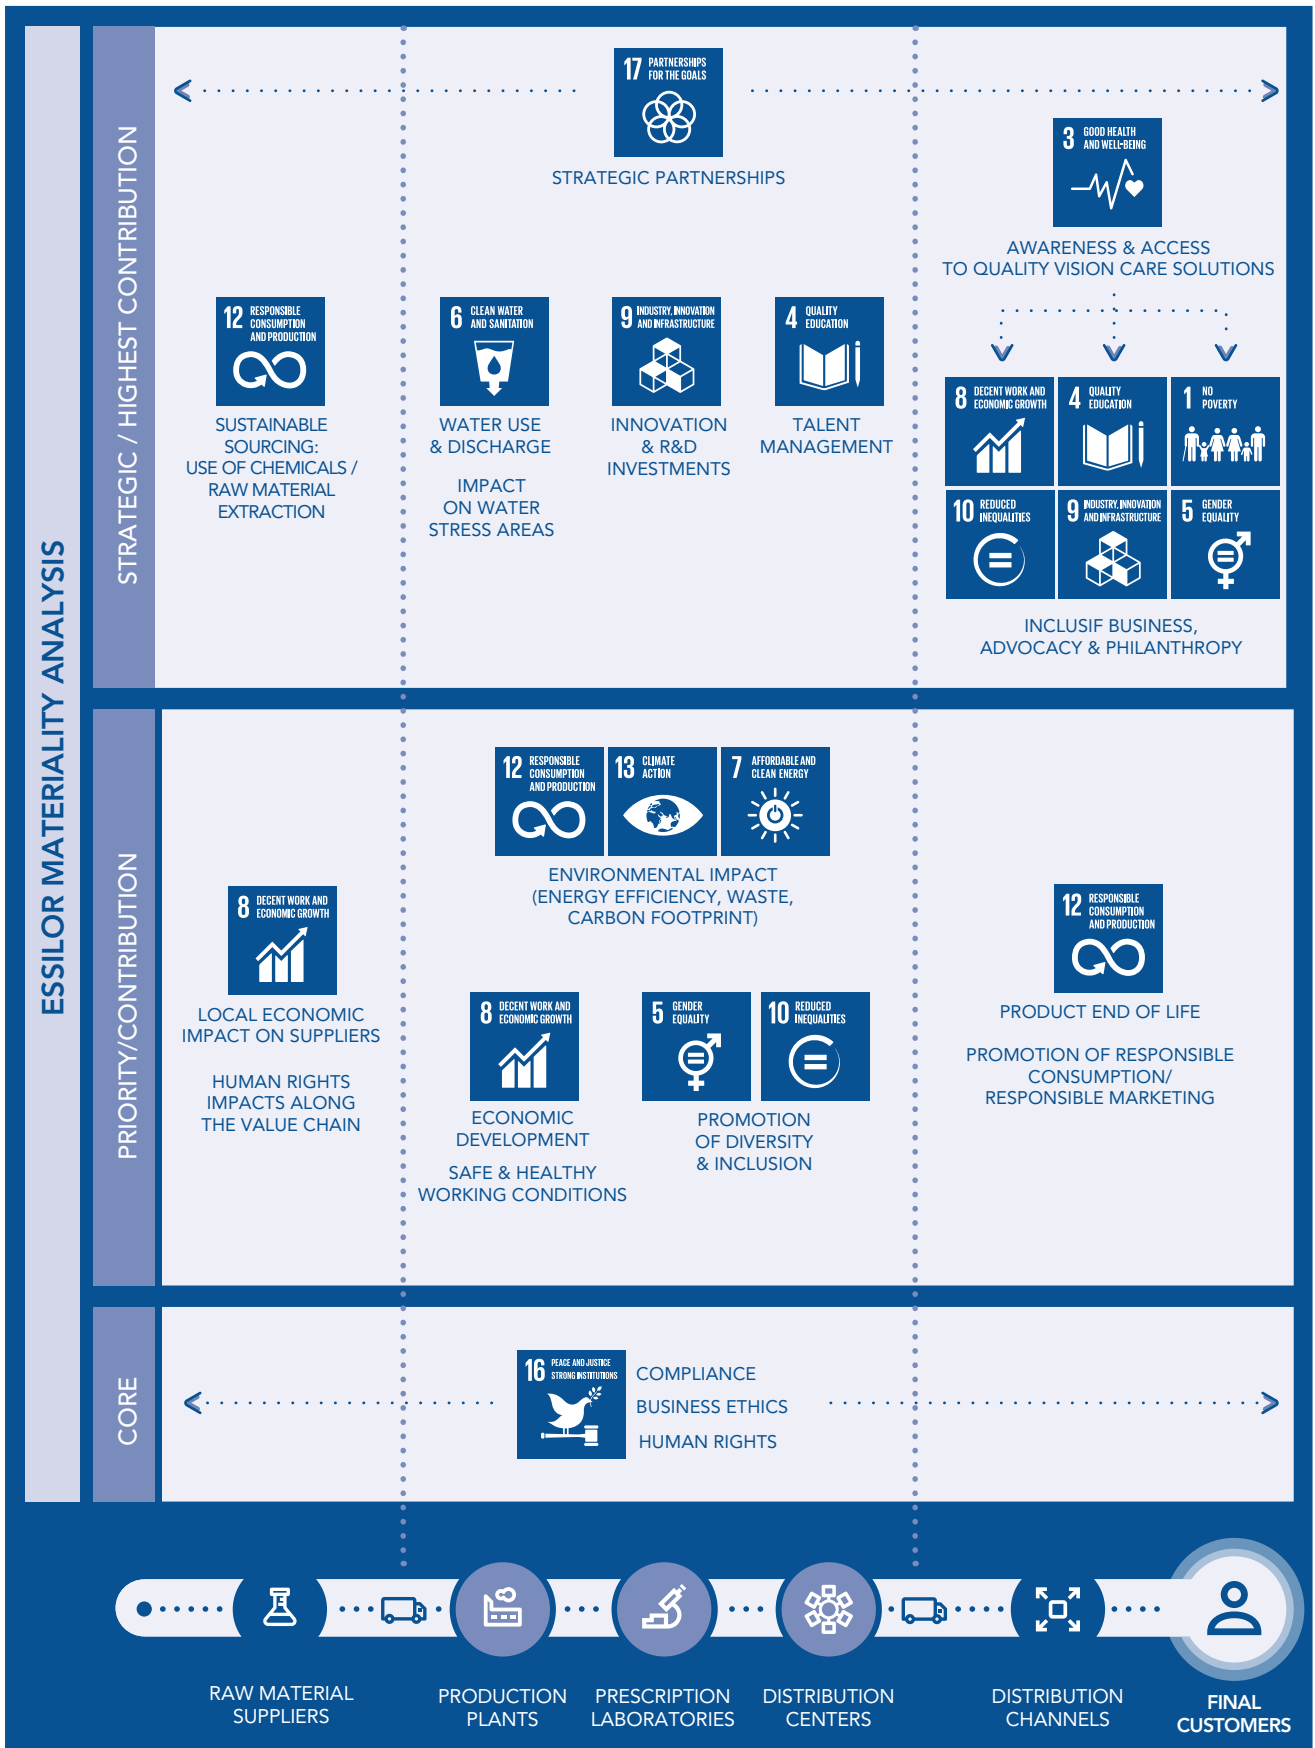 ESSILOR MATERIALITY ANALYSIS
STRATEGIC / HIGHEST CONTRIBUTION
17 PARTNERSHIPS
FOR THE GOALS
STRATEGIC PARTNERSHIPS
3 GOOD HEALTH
AND WELL-BEING
AWARENESS & ACCESS
TO QUALITY VISION CARE SOLUTIONS
12 RESPONSIBLE
CONSUMPTION
AND PRODUCTION
SUSTAINABLE
SOURCING:
USE OF CHEMICALS /
RAW MATERIAL
EXTRACTION
6 CLEAN WATER
AND SANITATION
WATER USE
& DISCHARGE
IMPACT
ON WATER
STRESS AREAS
9 INDUSTRY, INNOVATION
AND INFRASTRUCTURE
INNOVATION
& R&D
INVESTMENTS
4 QUALITY
EDUCATION
TALENT
MANAGEMENT
8 DECENT WORK AND
ECONOMIC GROWTH
4 QUALITY
EDUCATION
1 NO
POVERTY
10 REDUCED
INEQUALITIES
9 INDUSTRY, INNOVATION
AND INFRASTRUCTURE
5 GENDER
EQUALITY
INCLUSIF BUSINESS,
ADVOCACY & PHILANTHROPY
PRIORITY/CONTRIBUTION
8 DECENT WORK AND
ECONOMIC GROWTH
LOCAL ECONOMIC
IMPACT ON SUPPLIERS
HUMAN RIGHTS
IMPACTS ALONG
THE VALUE CHAIN
12 RESPONSIBLE
CONSUMPTION
AND PRODUCTION
13 CLIMATE
ACTION
7 AFFORDABLE AND
CLEAN ENERGY
ENVIRONMENTAL IMPACT
(ENERGY EFFICIENCY, WASTE,
CARBON FOOTPRINT)
8 DECENT WORK AND
ECONOMIC GROWTH
ECONOMIC
DEVELOPMENT
SAFE & HEALTHY
WORKING CONDITIONS
5 GENDER
EQUALITY
10 REDUCED
INEQUALITIES
PROMOTION
OF DIVERSITY
& INCLUSION
12 RESPONSIBLE
CONSUMPTION
AND PRODUCTION
PRODUCT END OF LIFE
PROMOTION OF RESPONSIBLE
CONSUMPTION/
RESPONSIBLE MARKETING
CORE
16 PEACE AND JUSTICE
STRONG INSTITUTIONS
COMPLIANCE
BUSINESS ETHICS
HUMAN RIGHTS
RAW MATERIAL
SUPPLIERS
PRODUCTION
PLANTS
PRESCRIPTION
LABORATORIES
DISTRIBUTION
CENTERS
DISTRIBUTION
CHANNELS
FINAL
CUSTOMERS